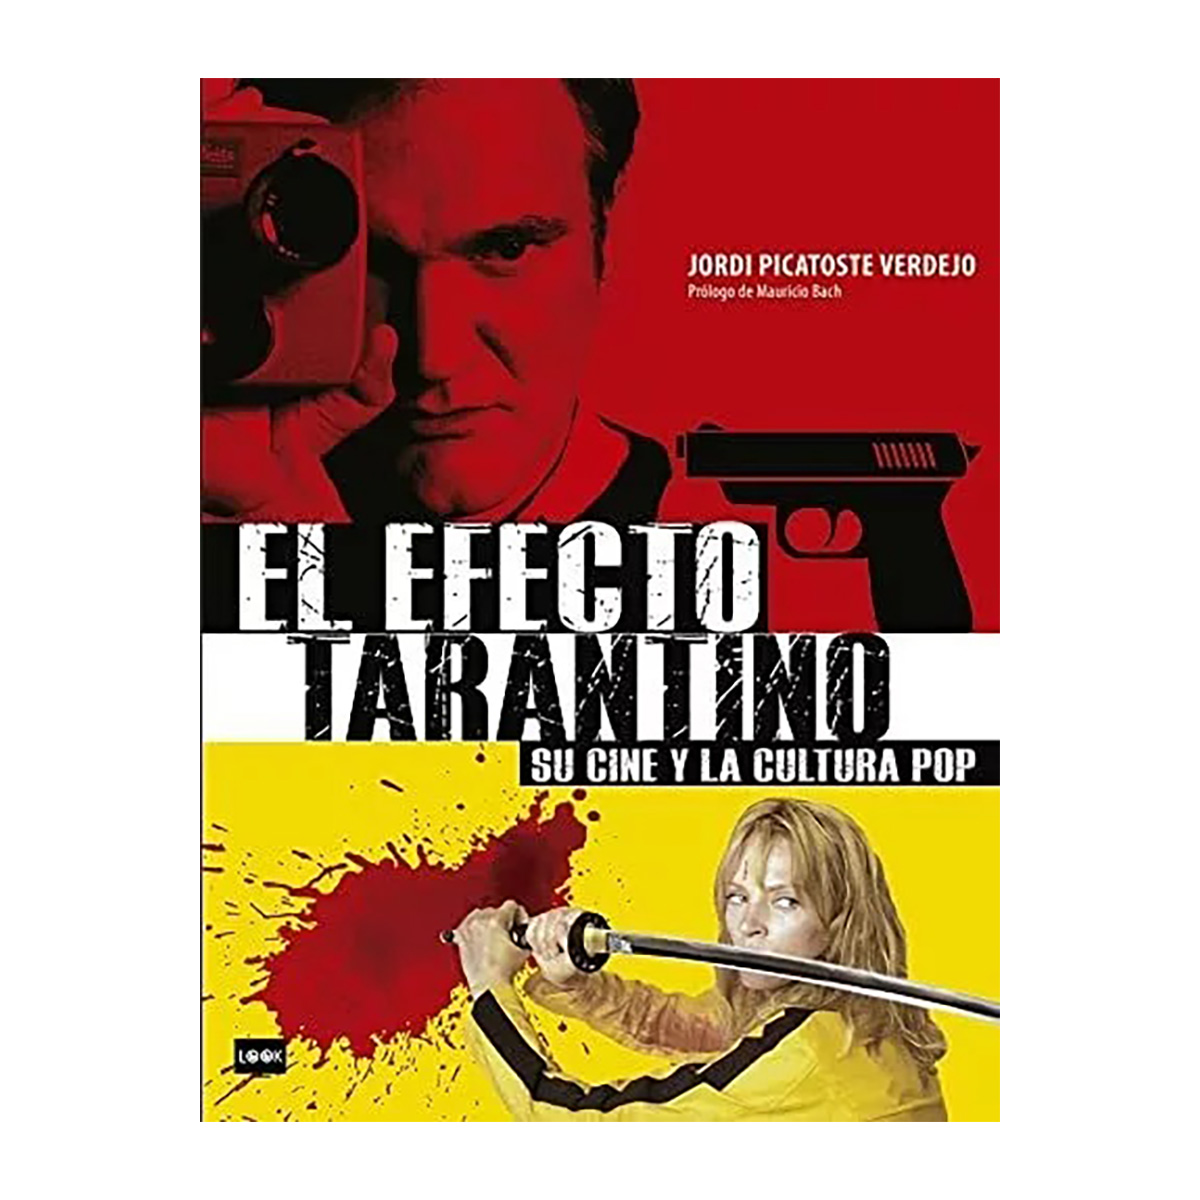 JORDI PICATOSTE VERDEJO
Prólogo de Mauricio Bach
EL EFECTO
TARANTINO
SU CINE Y LA CULTURA POP
LOOK